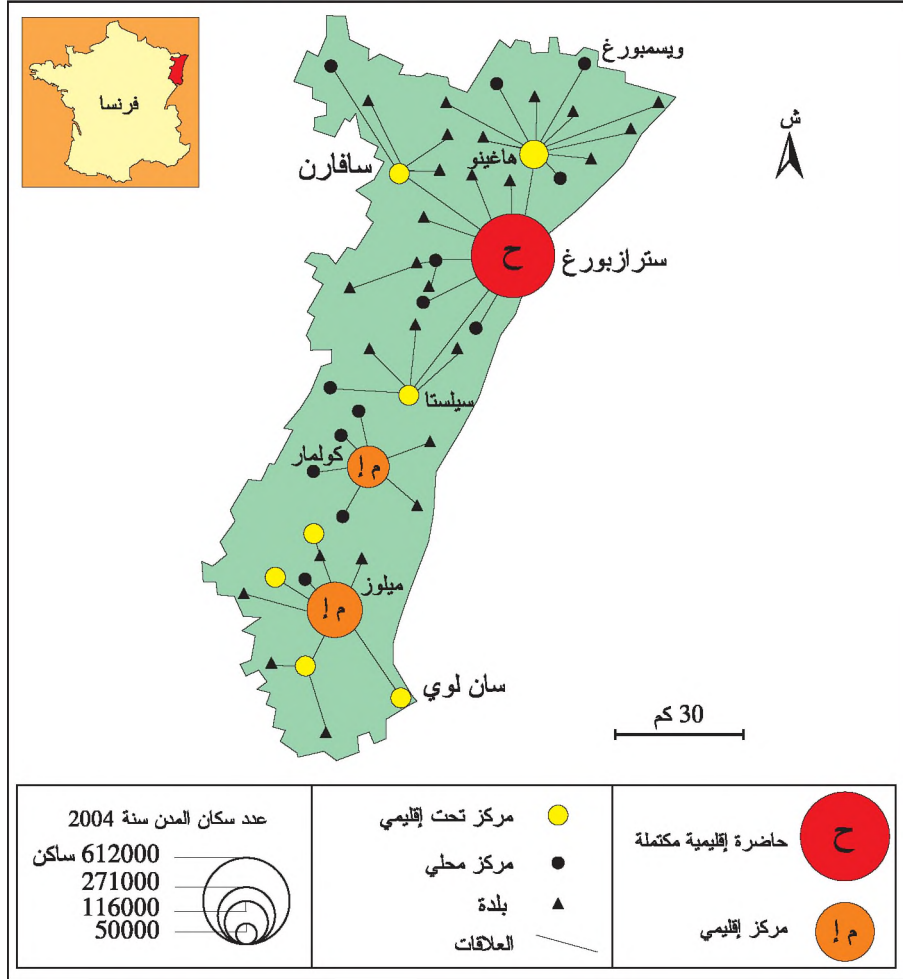 فرنسا
ويسمبورغ
ش
هاغينو
سافارن
ح
سترازبورغ
سيلستا
كولمار
م إ
ميلوز
م إ
سان لوي
30 كم
حاضرة إقليمية مكتملة
ح
مركز إقليمي
م إ
مركز تحت إقليمي
مركز محلي
بلدة
العلاقات
عدد سكان المدن سنة 2004
612000 ساكن
271000
116000
50000